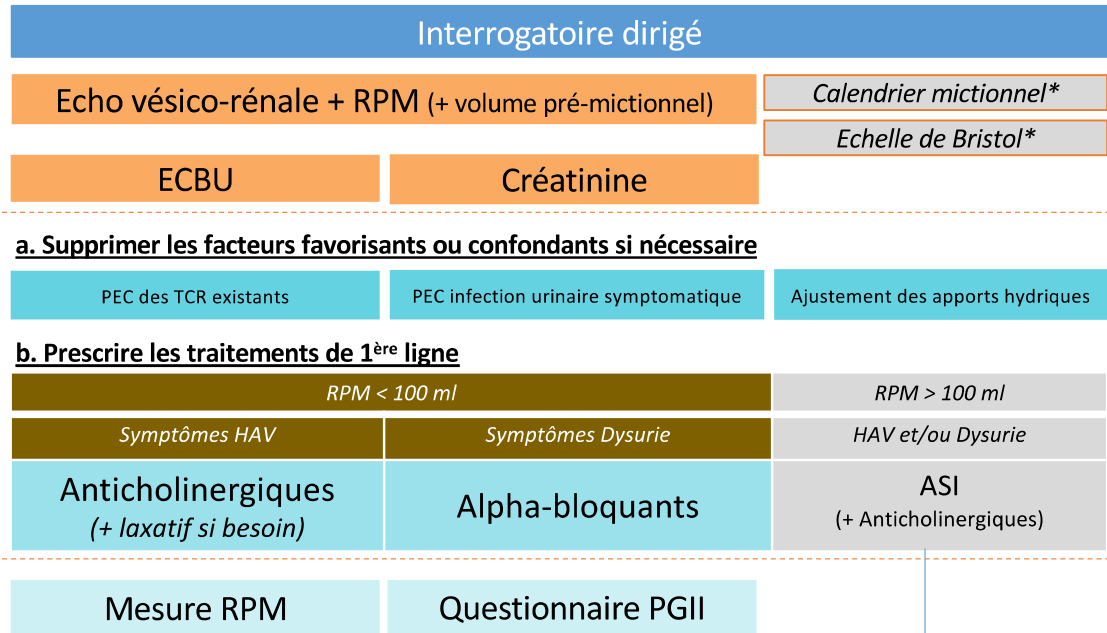 Interrogatoire dirigé
Echo vésico-rénale + RPM (+ volume pré-mictionnel)
Calendrier mictionnel*
Echelle de Bristol*
ECBU
Créatinine
a. Supprimer les facteurs favorisants ou confondants si nécessaire
PEC des TCR existants
PEC infection urinaire symptomatique
Ajustement des apports hydriques
b. Prescrire les traitements de 1ère ligne
RPM < 100 ml
RPM > 100 ml
Symptômes HAV
Symptômes Dysurie
HAV et/ou Dysurie
Anticholinergiques
(+ laxatif si besoin)
Alpha-bloquants
ASI
(+ Anticholinergiques)
Mesure RPM
Questionnaire PGII